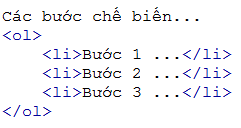 Các bước chế biến...
<ol>
    <li>Bước 1 ...</li>
    <li>Bước 2 ...</li>
    <li>Bước 3 ...</li>
</ol>